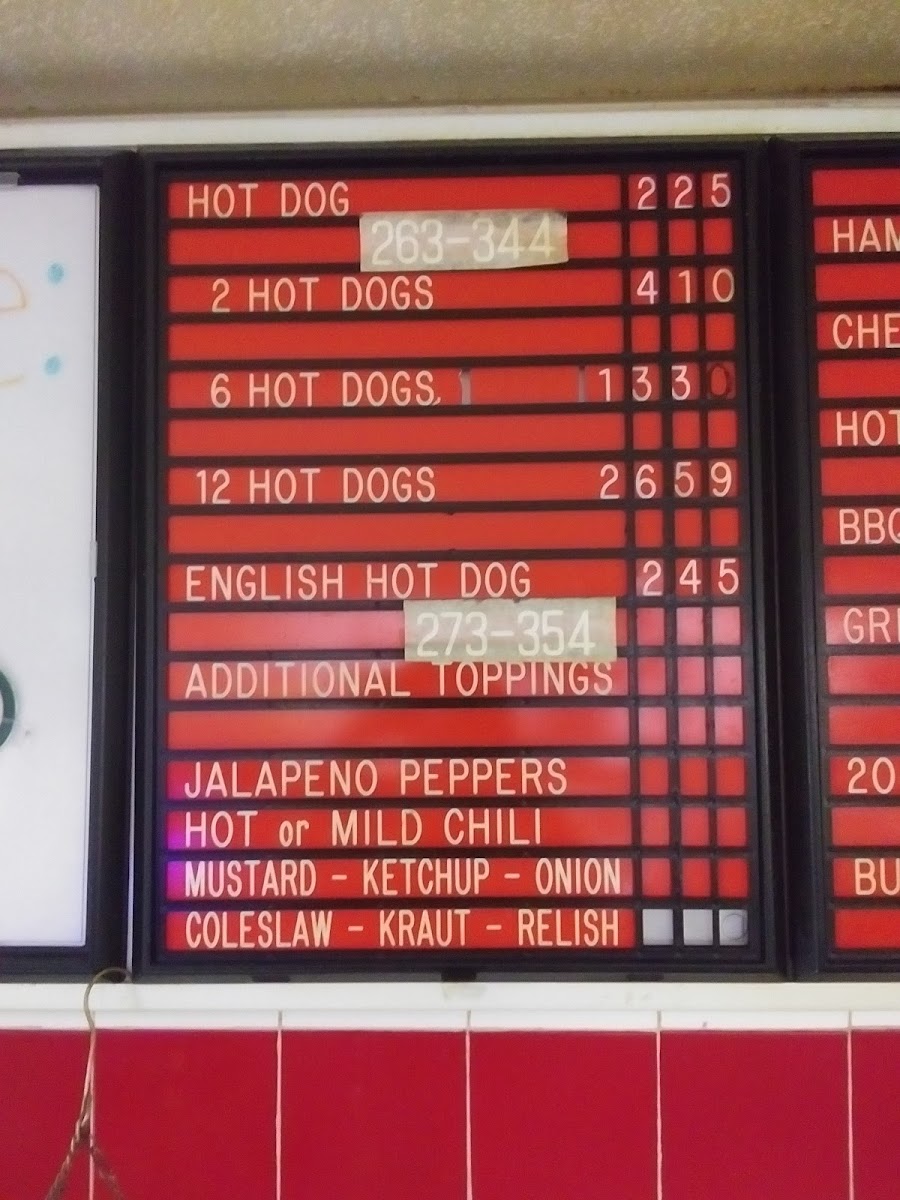 HOT DOG 2 2 5
263-344
2 HOT DOGS 4 1 0
6 HOT DOGS 1 3 3 0
12 HOT DOGS 2 6 5 9
ENGLISH HOT DOG 2 4 5
273-354
ADDITIONAL TOPPINGS
JALAPENO PEPPERS
HOT or MILD CHILI
MUSTARD - KETCHUP - ONION
COLESLAW - KRAUT - RELISH
HAM
CHE
HOT
BBQ
GRI
20
BU